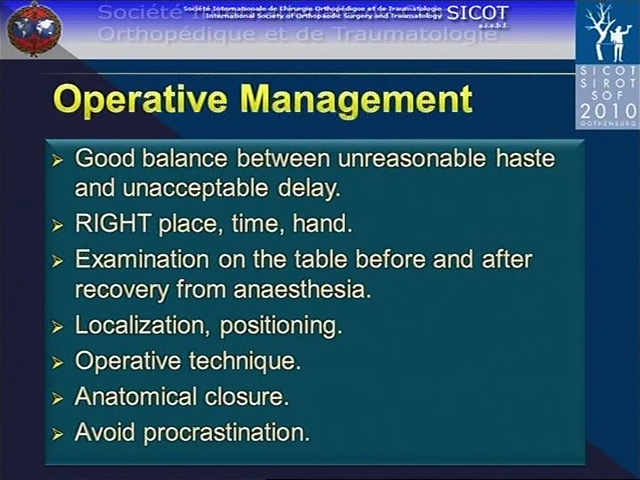 Société Internationale de Chirurgie Orthopédique et de Traumatologie
International Society of Orthopaedic Surgery and Traumatology
SICOT
a.i.s.b.l.
Société In
Orthopédique et de Traumatologie
SICOT
SIROT
SOF
2010
GOTHENBURG
Operative Management
Good balance between unreasonable haste
and unacceptable delay.
RIGHT place, time, hand.
Examination on the table before and after
recovery from anaesthesia.
Localization, positioning.
Operative technique.
Anatomical closure.
Avoid procrastination.